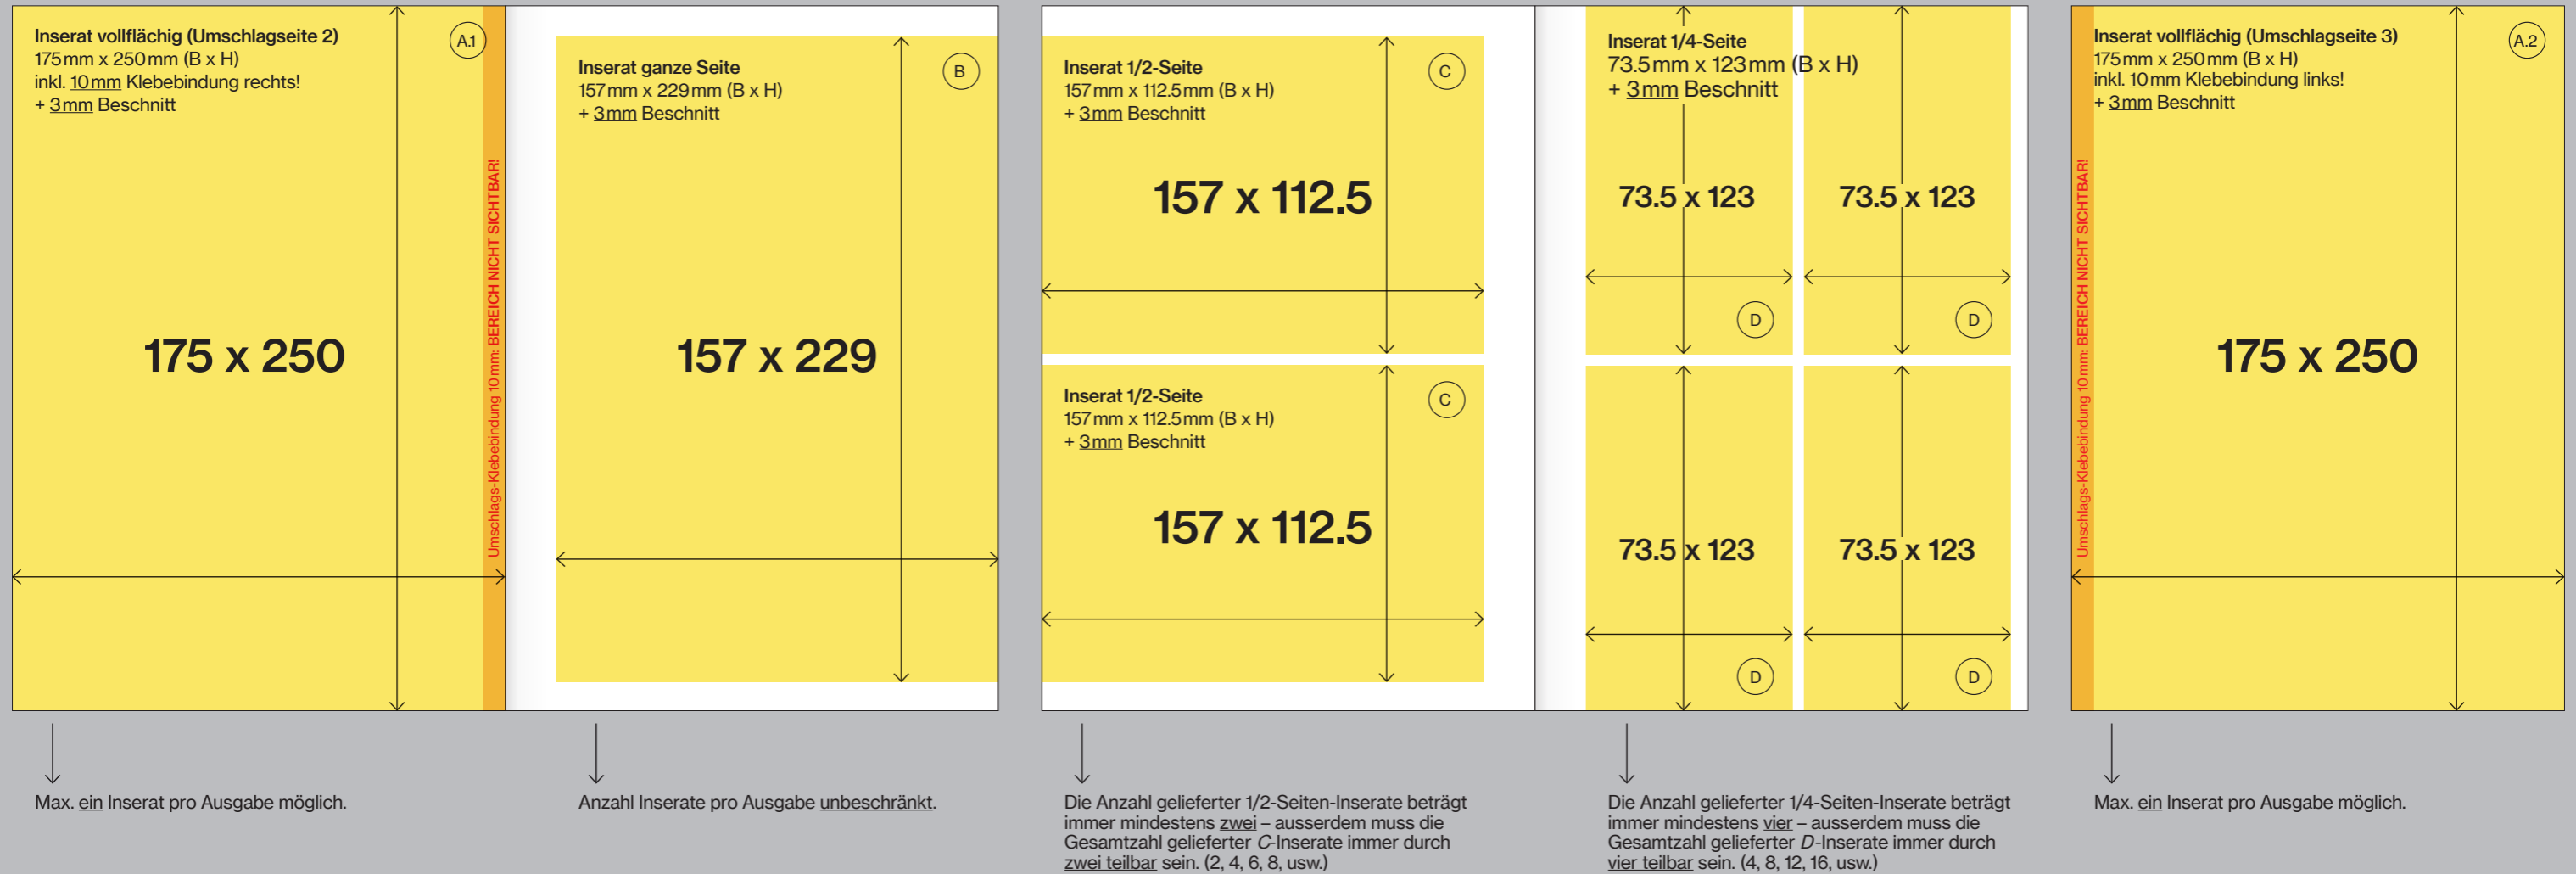 Inserat vollflächig (Umschlagseite 2)
175 mm x 250 mm (B x H)
inkl. 10 mm Klebebindung rechts!
+ 3 mm Beschnitt
A.1
175 x 250
Umschlags-Klebebindung 10 mm: BEREICH NICHT SICHTBAR!
Max. ein Inserat pro Ausgabe möglich.
Inserat ganze Seite
157 mm x 229 mm (B x H)
+ 3 mm Beschnitt
B
157 x 229
Anzahl Inserate pro Ausgabe unbeschränkt.
Inserat 1/2-Seite
157 mm x 112.5 mm (B x H)
+ 3 mm Beschnitt
C
157 x 112.5
Inserat 1/2-Seite
157 mm x 112.5 mm (B x H)
+ 3 mm Beschnitt
C
157 x 112.5
Die Anzahl gelieferter 1/2-Seiten-Inserate beträgt
immer mindestens zwei – ausserdem muss die
Gesamtzahl gelieferter C-Inserate immer durch
zwei teilbar sein. (2, 4, 6, 8, usw.)
Inserat 1/4-Seite
73.5 mm x 123 mm (B x H)
+ 3 mm Beschnitt
73.5 x 123
73.5 x 123
D
D
73.5 x 123
73.5 x 123
D
D
Die Anzahl gelieferter 1/4-Seiten-Inserate beträgt
immer mindestens vier – ausserdem muss die
Gesamtzahl gelieferter D-Inserate immer durch
vier teilbar sein. (4, 8, 12, 16, usw.)
Inserat vollflächig (Umschlagseite 3)
175 mm x 250 mm (B x H)
inkl. 10 mm Klebebindung links!
+ 3 mm Beschnitt
A.2
Umschlags-Klebebindung 10 mm: BEREICH NICHT SICHTBAR!
175 x 250
Max. ein Inserat pro Ausgabe möglich.